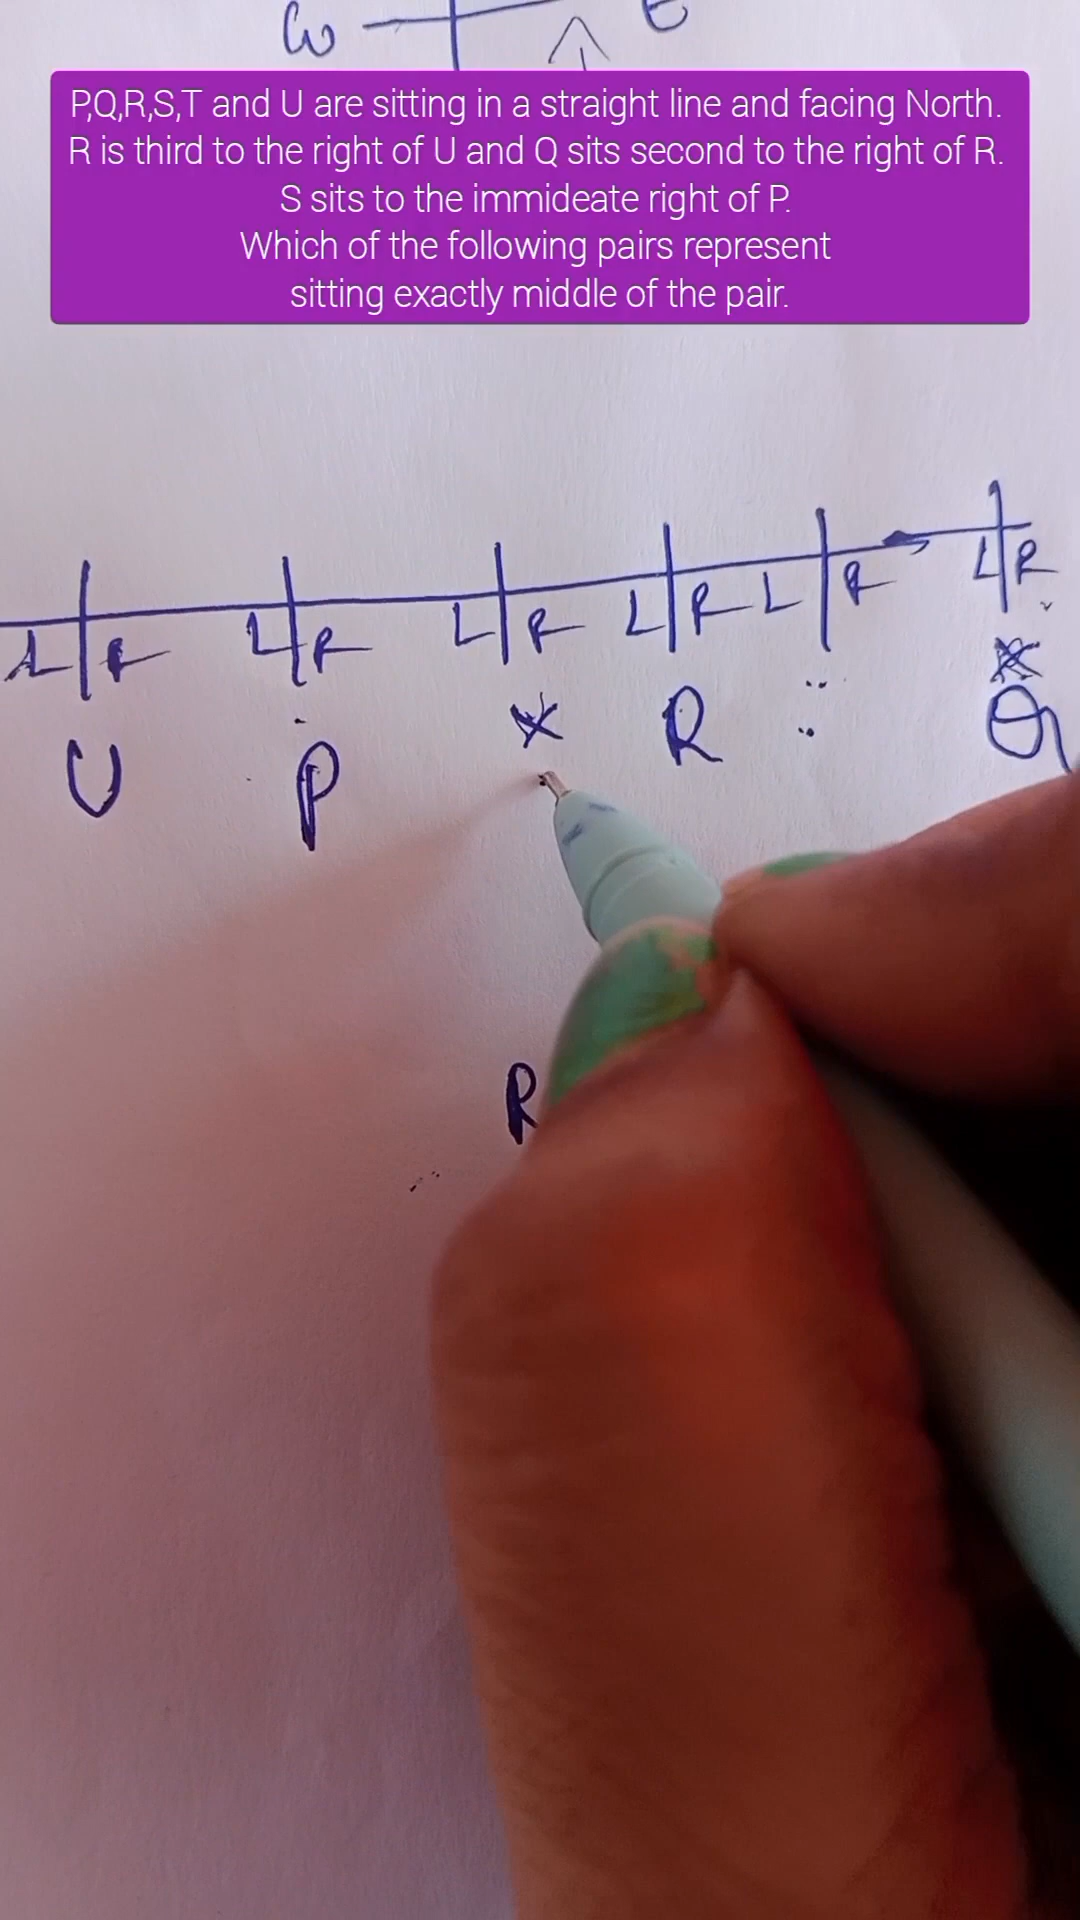 W E
P,Q,R,S,T and U are sitting in a straight line and facing North.
R is third to the right of U and Q sits second to the right of R.
S sits to the immideate right of P.
Which of the following pairs represent
sitting exactly middle of the pair.
L R L R L R L R L R L R
U P R Q
R